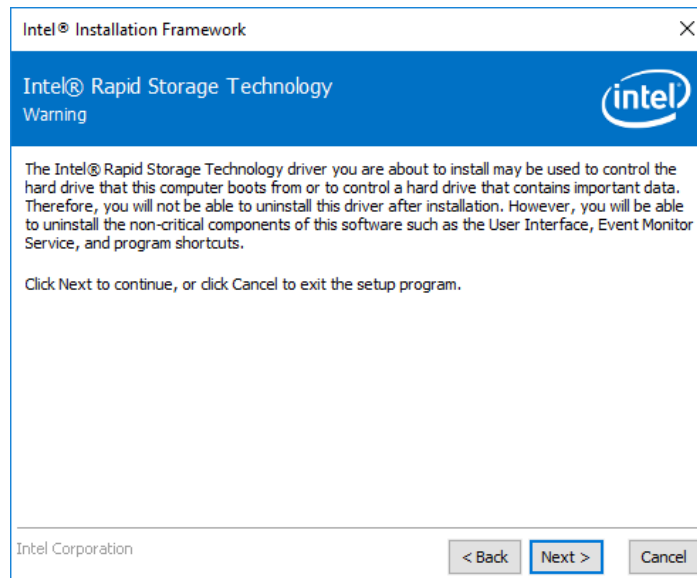 Intel® Installation Framework
Intel® Rapid Storage Technology
Warning
intel
The Intel® Rapid Storage Technology driver you are about to install may be used to control the
hard drive that this computer boots from or to control a hard drive that contains important data.
Therefore, you will not be able to uninstall this driver after installation. However, you will be able
to uninstall the non-critical components of this software such as the User Interface, Event Monitor
Service, and program shortcuts.
Click Next to continue, or click Cancel to exit the setup program.
Intel Corporation
< Back Next > Cancel